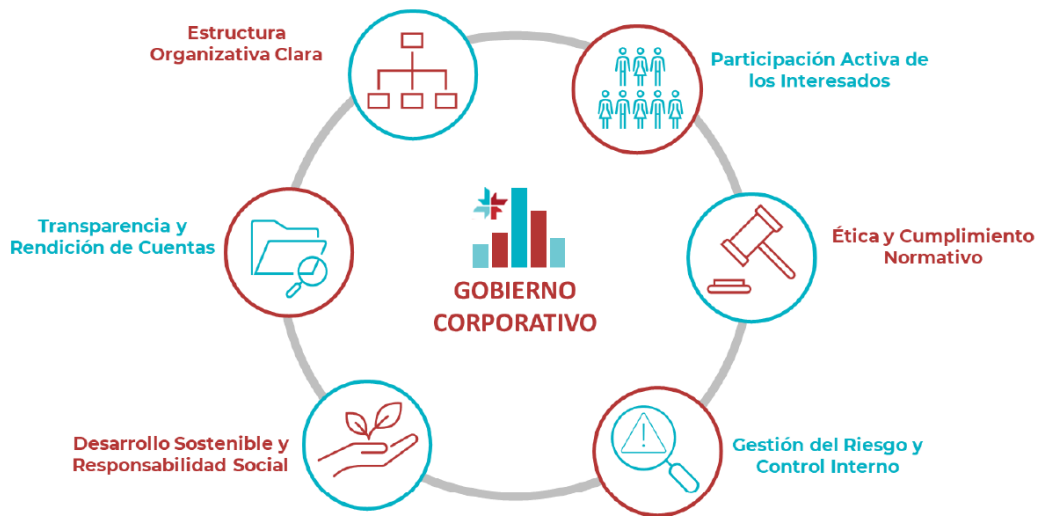 Estructura
Organizativa Clara
Participación Activa de
los Interesados
Transparencia y
Rendición de Cuentas
Ética y Cumplimiento
Normativo
GOBIERNO
CORPORATIVO
Desarrollo Sostenible y
Responsabilidad Social
Gestión del Riesgo y
Control Interno